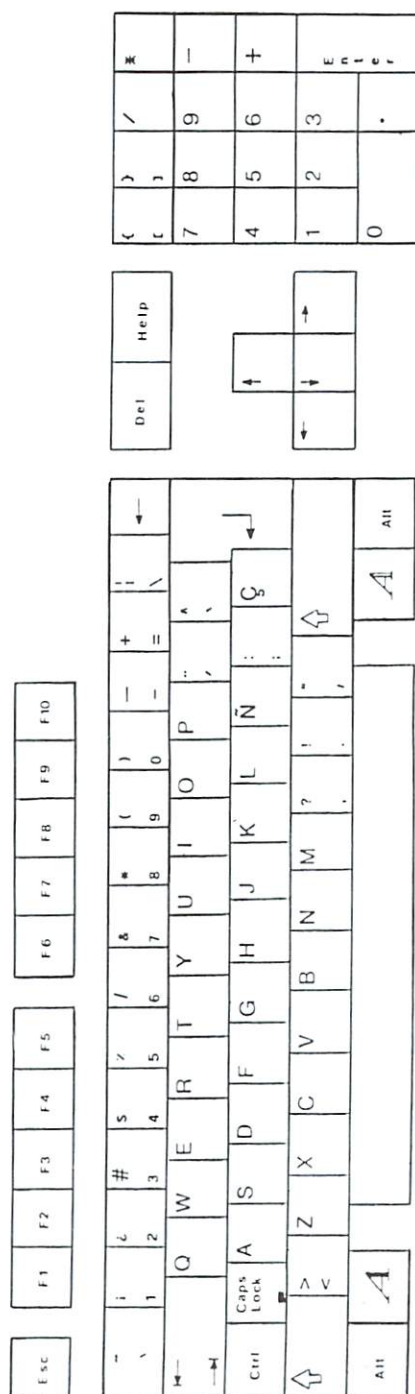 Esc F1 F2 F3 F4 F5 F6 F7 F8 F9 F10
~ ¡ ¿ # $ % / & * ( ) — + ¦ ←
\ 1 2 3 4 5 6 7 8 9 0 - = \
Q W E R T Y U I O P ¨ ^
´ `
Ctrl Caps Lock A S D F G H J K L Ñ : Ç
;
⇧ > Z X C V B N M ? ! " ⇧
< , . '
Alt A A Alt
Del Help
↑
← ↓ →
{ } / *
[ ]
7 8 9 —
4 5 6 +
1 2 3 Enter
0 .